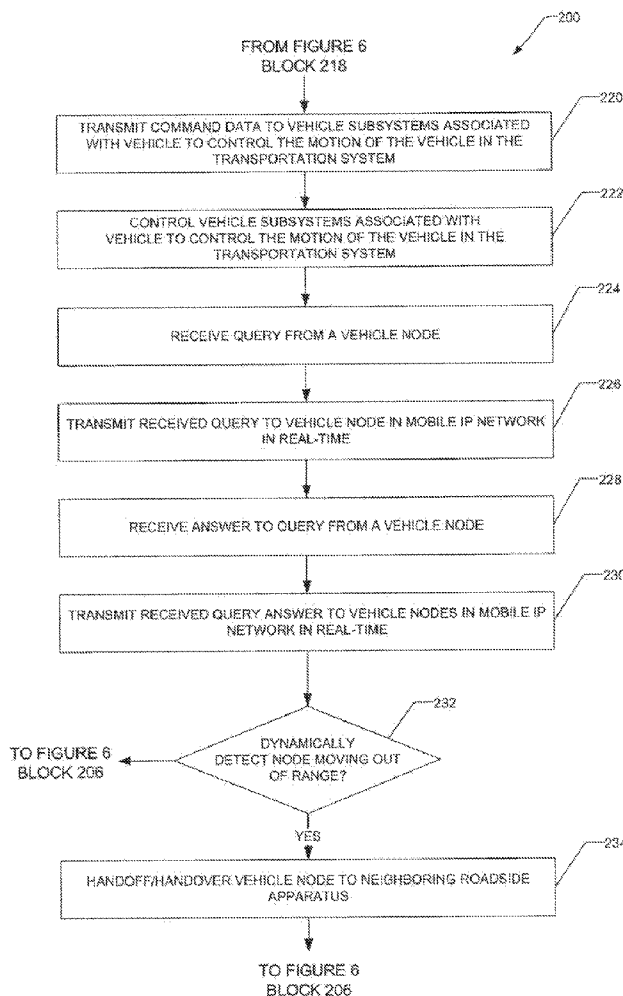 200
FROM FIGURE 6
BLOCK 218
220
TRANSMIT COMMAND DATA TO VEHICLE SUBSYSTEMS ASSOCIATED
WITH VEHICLE TO CONTROL THE MOTION OF THE VEHICLE IN THE
TRANSPORTATION SYSTEM
222
CONTROL VEHICLE SUBSYSTEMS ASSOCIATED WITH
VEHICLE TO CONTROL THE MOTION OF THE VEHICLE IN THE
TRANSPORTATION SYSTEM
224
RECEIVE QUERY FROM A VEHICLE NODE
226
TRANSMIT RECEIVED QUERY TO VEHICLE NODE IN MOBILE IP NETWORK
IN REAL-TIME
228
RECEIVE ANSWER TO QUERY FROM A VEHICLE NODE
230
TRANSMIT RECEIVED QUERY ANSWER TO VEHICLE NODES IN MOBILE IP
NETWORK IN REAL-TIME
232
DYNAMICALLY
DETECT NODE MOVING OUT
OF RANGE?
TO FIGURE 6
BLOCK 206
YES
234
HANDOFF/HANDOVER VEHICLE NODE TO NEIGHBORING ROADSIDE
APPARATUS
TO FIGURE 6
BLOCK 206